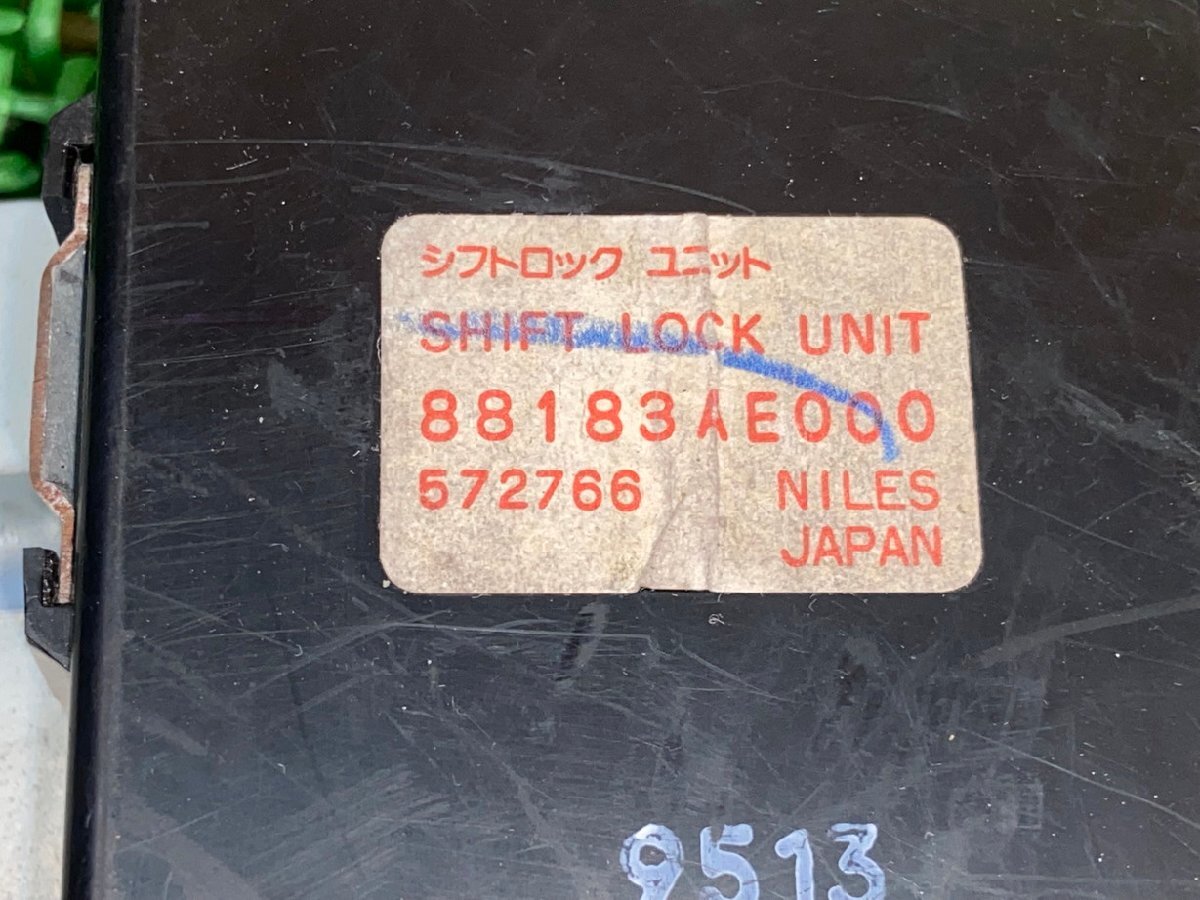 シフトロック ユニット
SHIFT LOCK UNIT
88183AE000
572766 NILES
JAPAN
9513